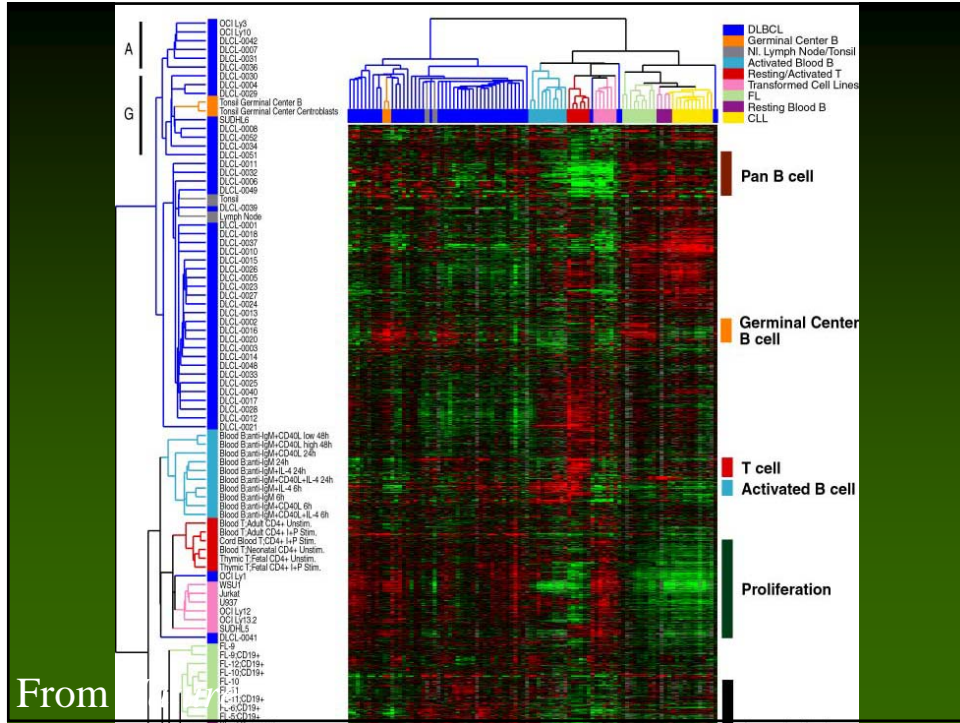 A
G
OCI Ly3
OCI Ly10
DLCL-0042
DLCL-0007
DLCL-0031
DLCL-0036
DLCL-0030
DLCL-0004
DLCL-0029
Tonsil Germinal Center B
Tonsil Germinal Center Centroblasts
SUDHL6
DLCL-0008
DLCL-0052
DLCL-0034
DLCL-0051
DLCL-0011
DLCL-0032
DLCL-0006
DLCL-0049
Tonsil
DLCL-0039
Lymph Node
DLCL-0001
DLCL-0018
DLCL-0037
DLCL-0010
DLCL-0015
DLCL-0026
DLCL-0005
DLCL-0023
DLCL-0027
DLCL-0024
DLCL-0013
DLCL-0002
DLCL-0016
DLCL-0020
DLCL-0003
DLCL-0014
DLCL-0048
DLCL-0033
DLCL-0025
DLCL-0040
DLCL-0017
DLCL-0028
DLCL-0012
DLCL-0021
Blood B;anti-IgM+CD40L low 48h
Blood B;anti-IgM+CD40L high 48h
Blood B;anti-IgM+CD40L 24h
Blood B;anti-IgM 24h
Blood B;anti-IgM+IL-4 24h
Blood B;anti-IgM+CD40L+IL-4 24h
Blood B;anti-IgM+IL-4 6h
Blood B;anti-IgM 6h
Blood B;anti-IgM+CD40L 6h
Blood B;anti-IgM+CD40L+IL-4 6h
Blood T;Adult CD4+ Unstim.
Blood T;Adult CD4+ I+P Stim.
Cord Blood T;CD4+ I+P Stim.
Blood T;Neonatal CD4+ Unstim.
Thymic T;Fetal CD4+ Unstim.
Thymic T;Fetal CD4+ I+P Stim.
OCI Ly1
WSU1
Jurkat
U937
OCI Ly12
OCI Ly13.2
SUDHL5
DLCL-0041
FL-9
FL-9;CD19+
FL-12;CD19+
FL-10;CD19+
FL-10
FL-11
FL-11;CD19+
FL-6;CD19+
FL-5;CD19+
DLBCL
Germinal Center B
Nl. Lymph Node/Tonsil
Activated Blood B
Resting/Activated T
Transformed Cell Lines
FL
Resting Blood B
CLL
Pan B cell
Germinal Center
B cell
T cell
Activated B cell
Proliferation
From